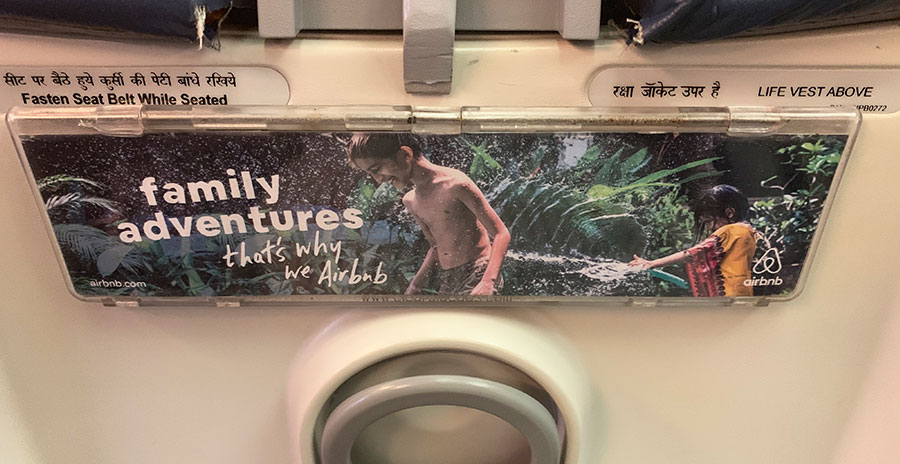 सीट पर बैठे हुये कुर्सी की पेटी बांधे रखिये
Fasten Seat Belt While Seated
रक्षा जॉकेट उपर है
LIFE VEST ABOVE
family
adventures
that's why
we Airbnb
airbnb.com
airbnb